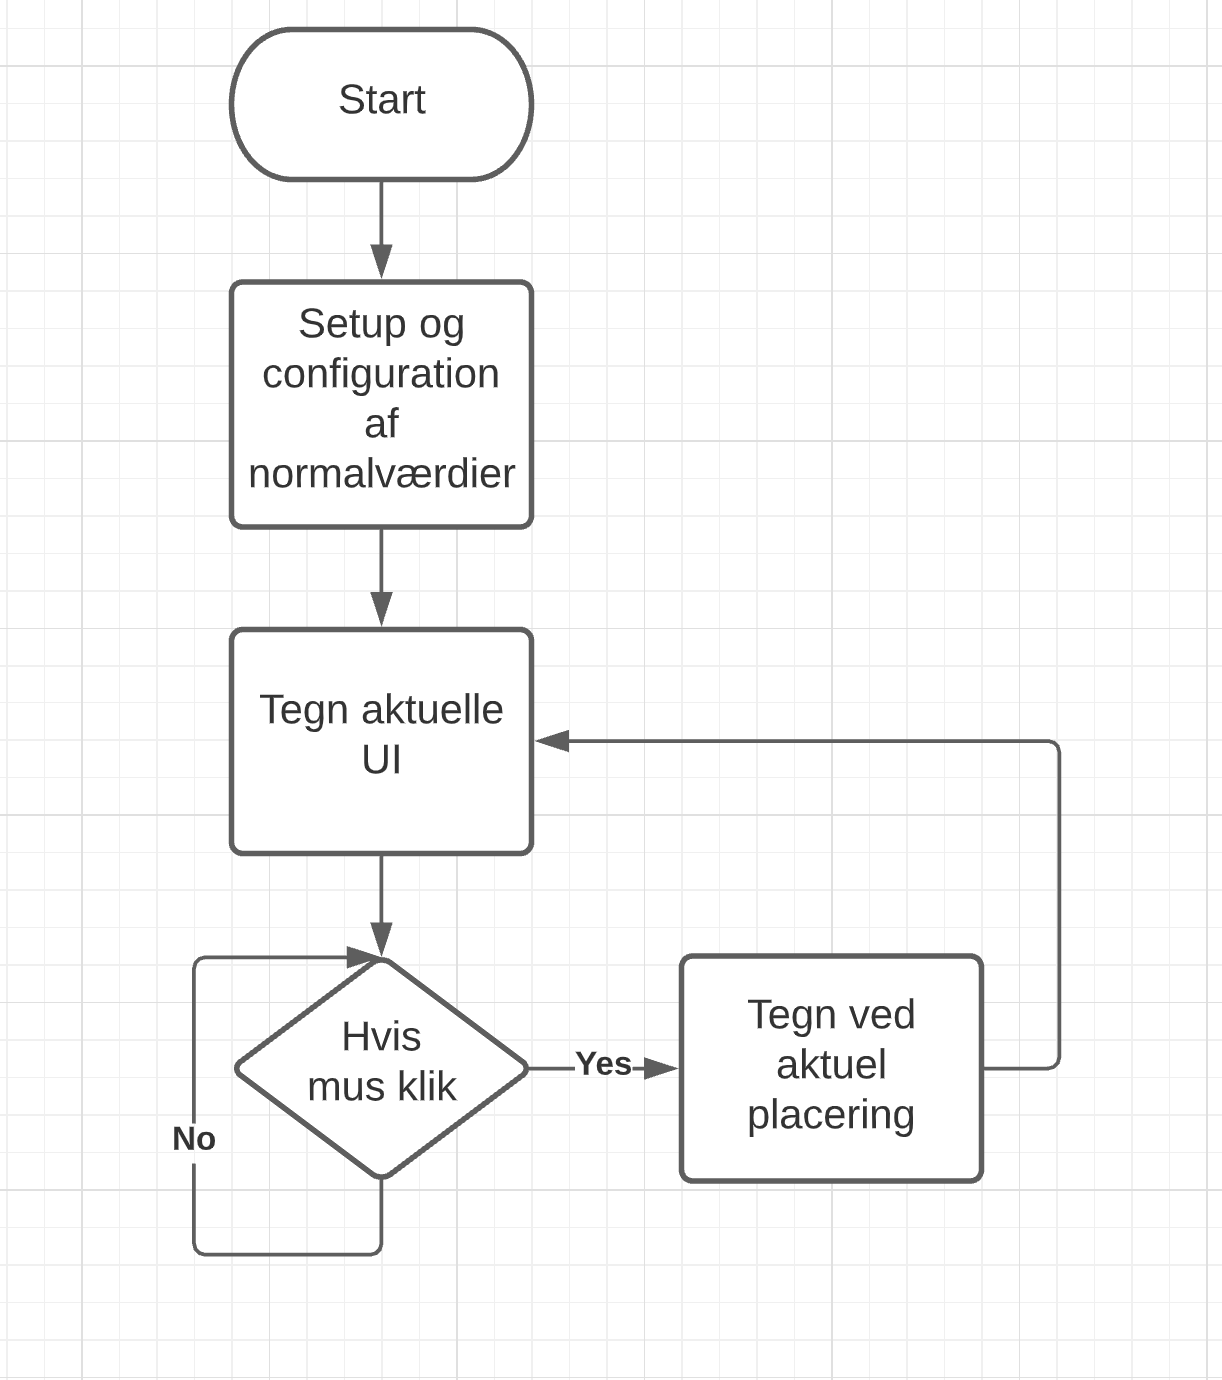 Start
Setup og
configuration
af
normalværdier
Tegn aktuelle
UI
Hvis
mus klik
Yes
Tegn ved
aktuel
placering
No